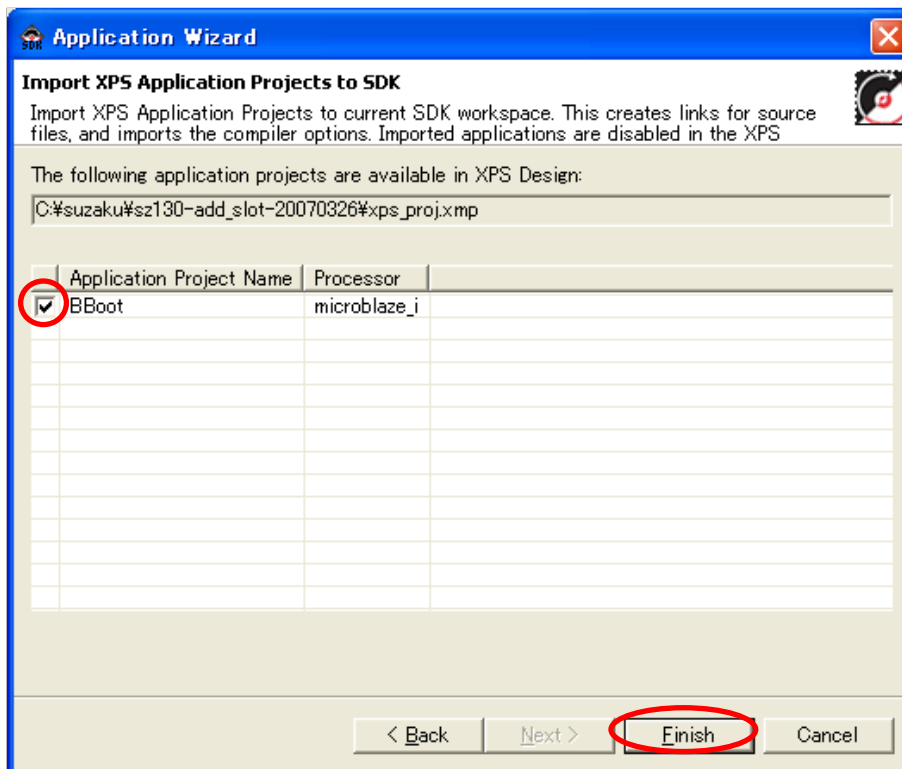 Application Wizard
Import XPS Application Projects to SDK
Import XPS Application Projects to current SDK workspace. This creates links for source
files, and imports the compiler options. Imported applications are disabled in the XPS
The following application projects are available in XPS Design:
C:¥suzaku¥sz130-add_slot-20070326¥xps_proj.xmp
Application Project Name Processor
BBoot microblaze_i
< Back Next > Finish Cancel